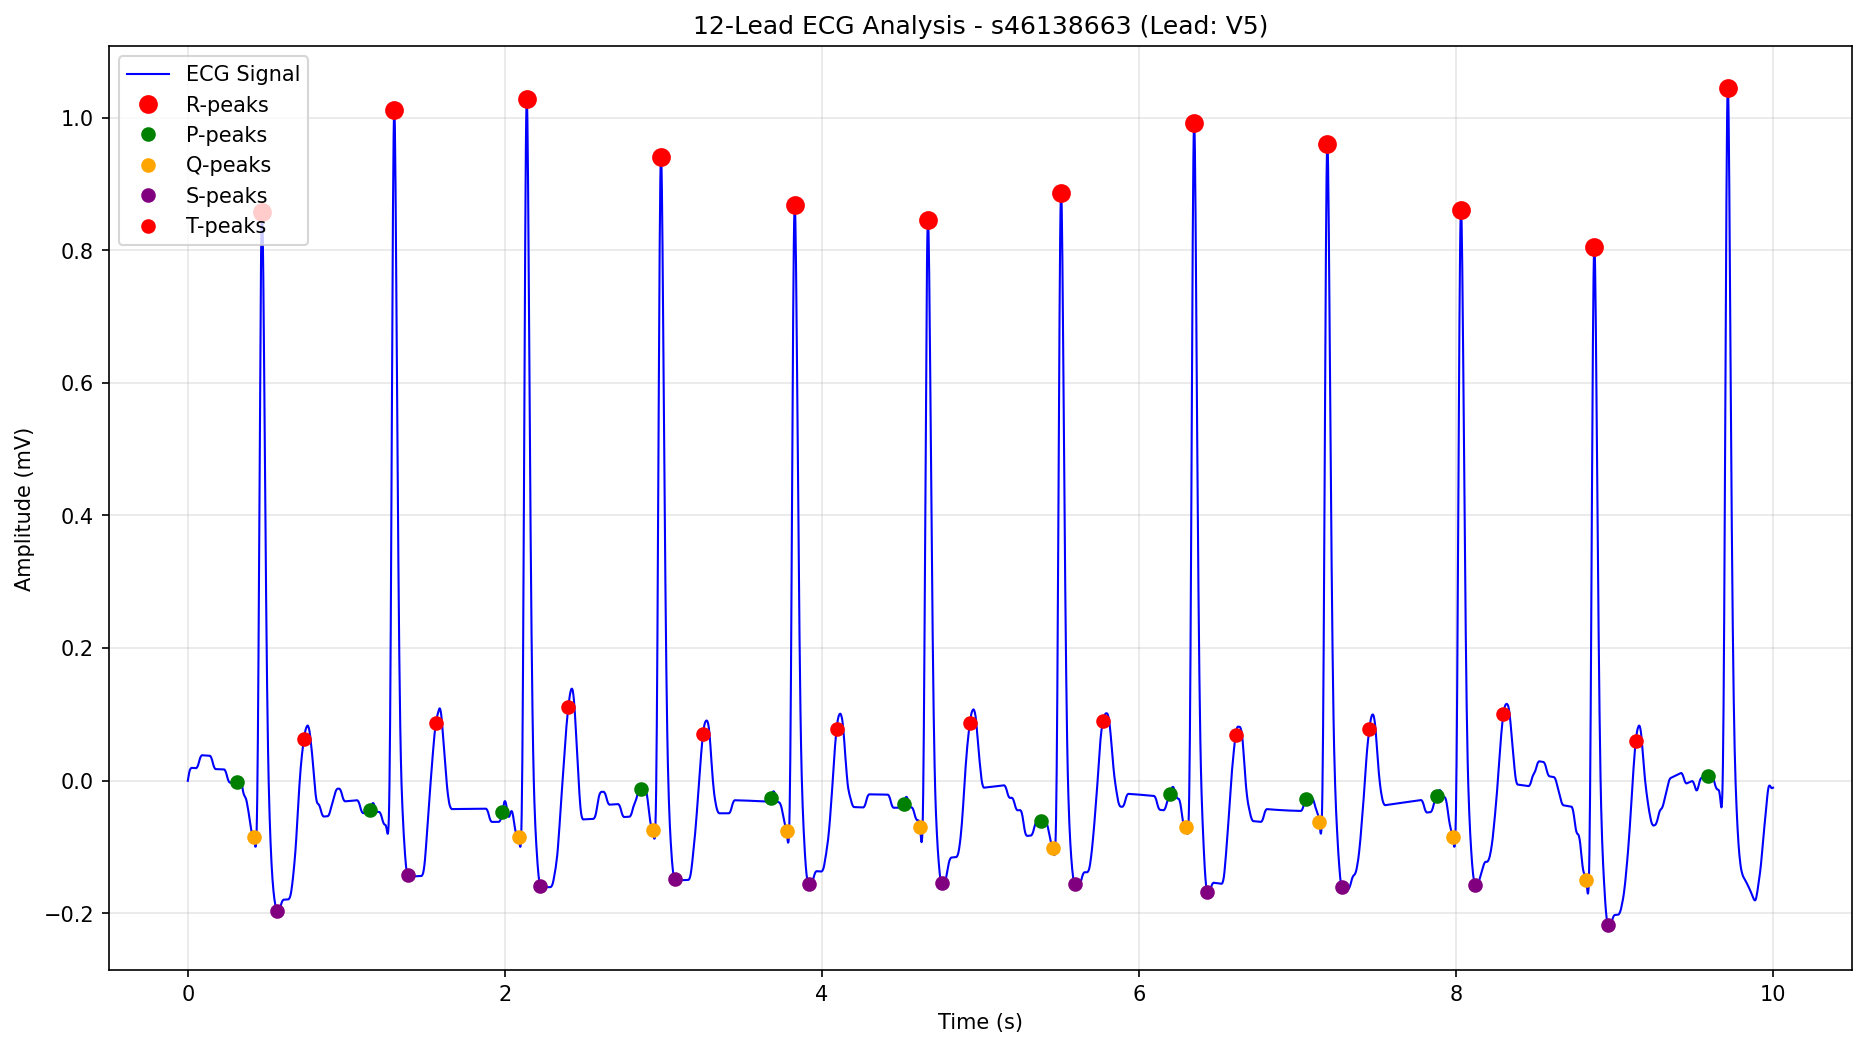 12-Lead ECG Analysis - s46138663 (Lead: V5)
ECG Signal
R-peaks
P-peaks
Q-peaks
S-peaks
T-peaks
1.0
0.8
0.6
0.4
0.2
0.0
−0.2
Amplitude (mV)
0 2 4 6 8 10
Time (s)